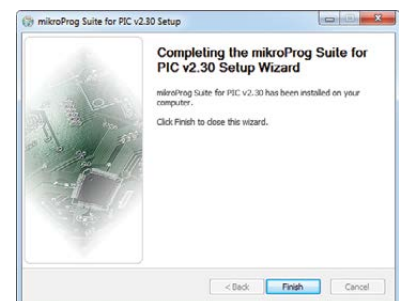 mikroProg Suite for PIC v2.30 Setup
Completing the mikroProg Suite for
PIC v2.30 Setup Wizard
mikroProg Suite for PIC v2.30 has been installed on your
computer.
Click Finish to close this wizard.
< Back
Finish
Cancel